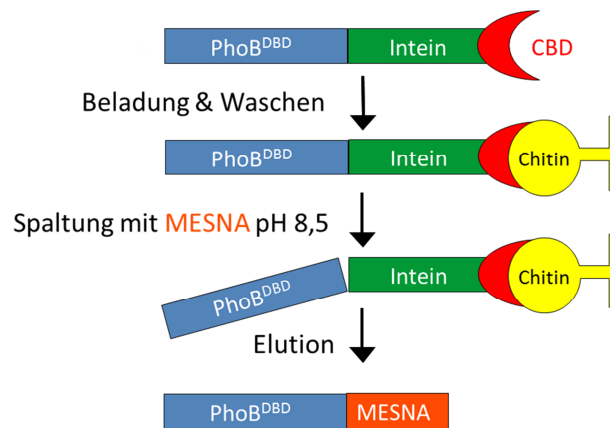 PhoBᴰᴮᴰ Intein CBD
Beladung & Waschen
PhoBᴰᴮᴰ Intein Chitin
Spaltung mit MESNA pH 8,5
PhoBᴰᴮᴰ Intein Chitin
Elution
PhoBᴰᴮᴰ MESNA